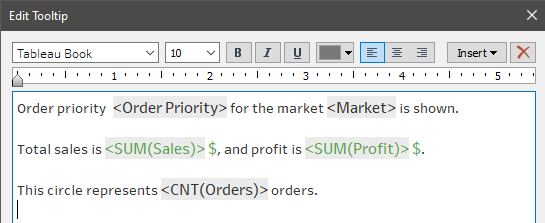 Edit Tooltip
Tableau Book 10 B I U Insert
1 2 3 4 5
Order priority <Order Priority> for the market <Market> is shown.
Total sales is <SUM(Sales)> $, and profit is <SUM(Profit)> $.
This circle represents <CNT(Orders)> orders.